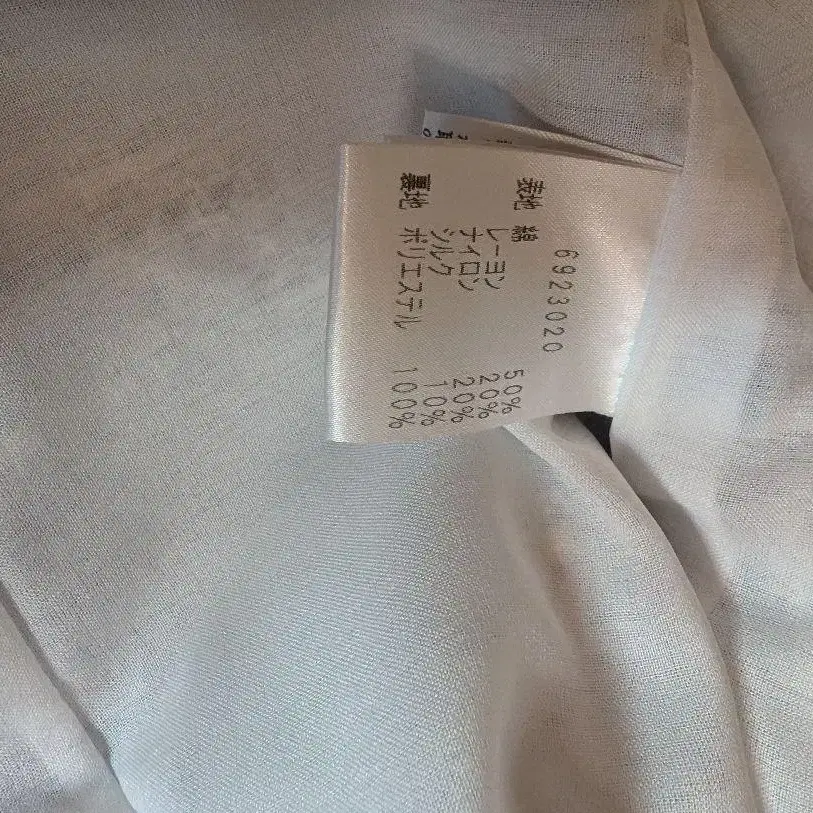 6923020
表地 綿 50%
レーヨン 20%
ナイロン 20%
シルク 10%
裏地 ポリエステル 100%